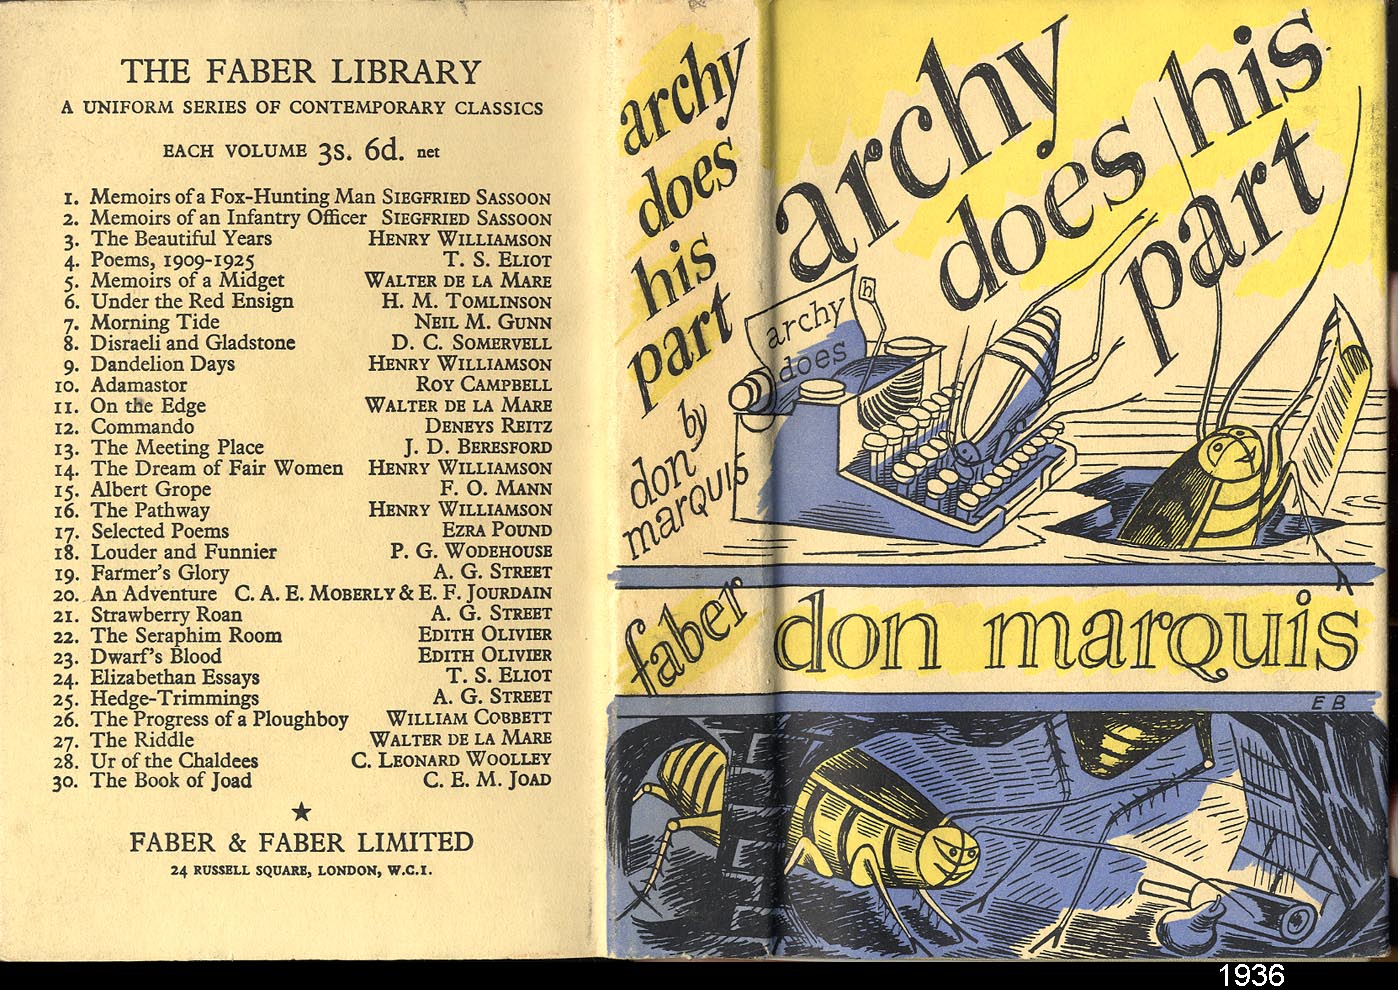 THE FABER LIBRARY
A UNIFORM SERIES OF CONTEMPORARY CLASSICS
EACH VOLUME 3s. 6d. net
1. Memoirs of a Fox-Hunting Man SIEGFRIED SASSOON
2. Memoirs of an Infantry Officer SIEGFRIED SASSOON
3. The Beautiful Years HENRY WILLIAMSON
4. Poems, 1909-1925 T. S. ELIOT
5. Memoirs of a Midget WALTER DE LA MARE
6. Under the Red Ensign H. M. TOMLINSON
7. Morning Tide NEIL M. GUNN
8. Disraeli and Gladstone D. C. SOMERVELL
9. Dandelion Days HENRY WILLIAMSON
10. Adamastor ROY CAMPBELL
11. On the Edge WALTER DE LA MARE
12. Commando DENEYS REITZ
13. The Meeting Place J. D. BERESFORD
14. The Dream of Fair Women HENRY WILLIAMSON
15. Albert Grope F. O. MANN
16. The Pathway HENRY WILLIAMSON
17. Selected Poems EZRA POUND
18. Louder and Funnier P. G. WODEHOUSE
19. Farmer's Glory A. G. STREET
20. An Adventure C. A. E. MOBERLY & E. F. JOURDAIN
21. Strawberry Roan A. G. STREET
22. The Seraphim Room EDITH OLIVIER
23. Dwarf's Blood EDITH OLIVIER
24. Elizabethan Essays T. S. ELIOT
25. Hedge-Trimmings A. G. STREET
26. The Progress of a Ploughboy WILLIAM COBBETT
27. The Riddle WALTER DE LA MARE
28. Ur of the Chaldees C. LEONARD WOOLLEY
30. The Book of Joad C. E. M. JOAD
★
FABER & FABER LIMITED
24 RUSSELL SQUARE, LONDON, W.C.1.
archy
does
his
part
by
don
marquis
faber
archy
does his
part
archy
does
h
don marquis
E B
1936